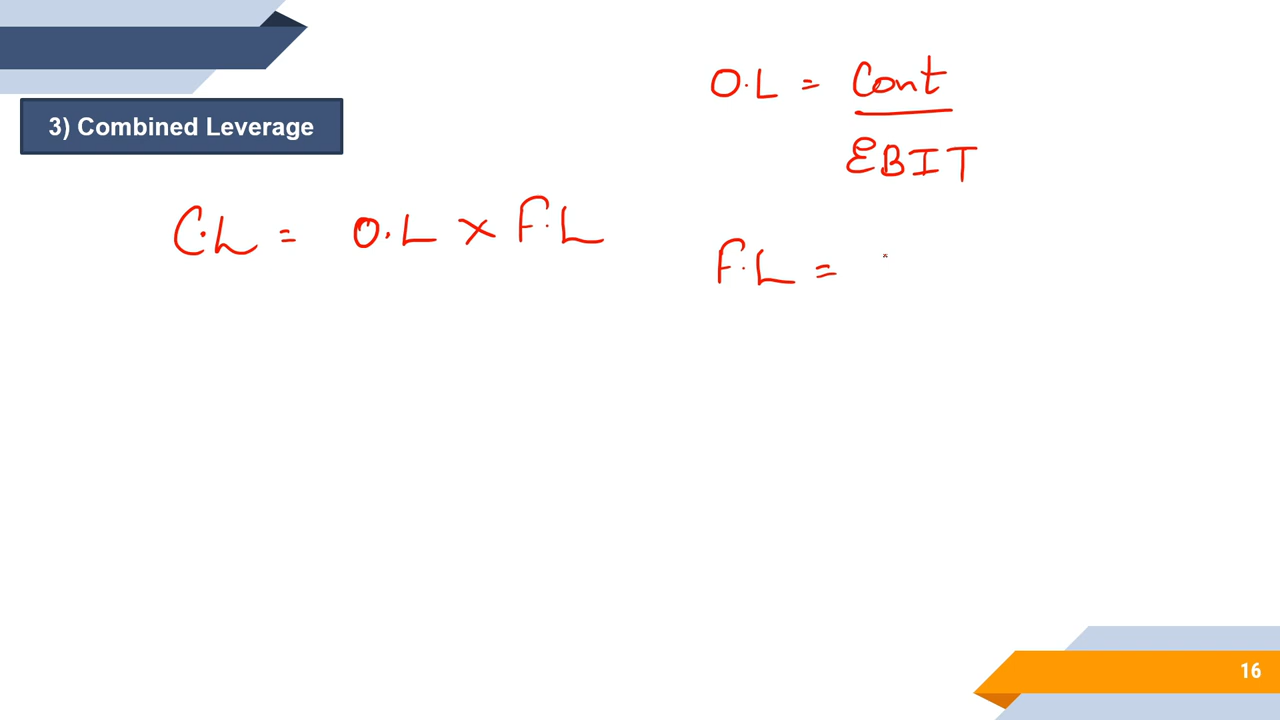 3) Combined Leverage
C.L = O.L × F.L
O.L = Cont
EBIT
F.L =
16